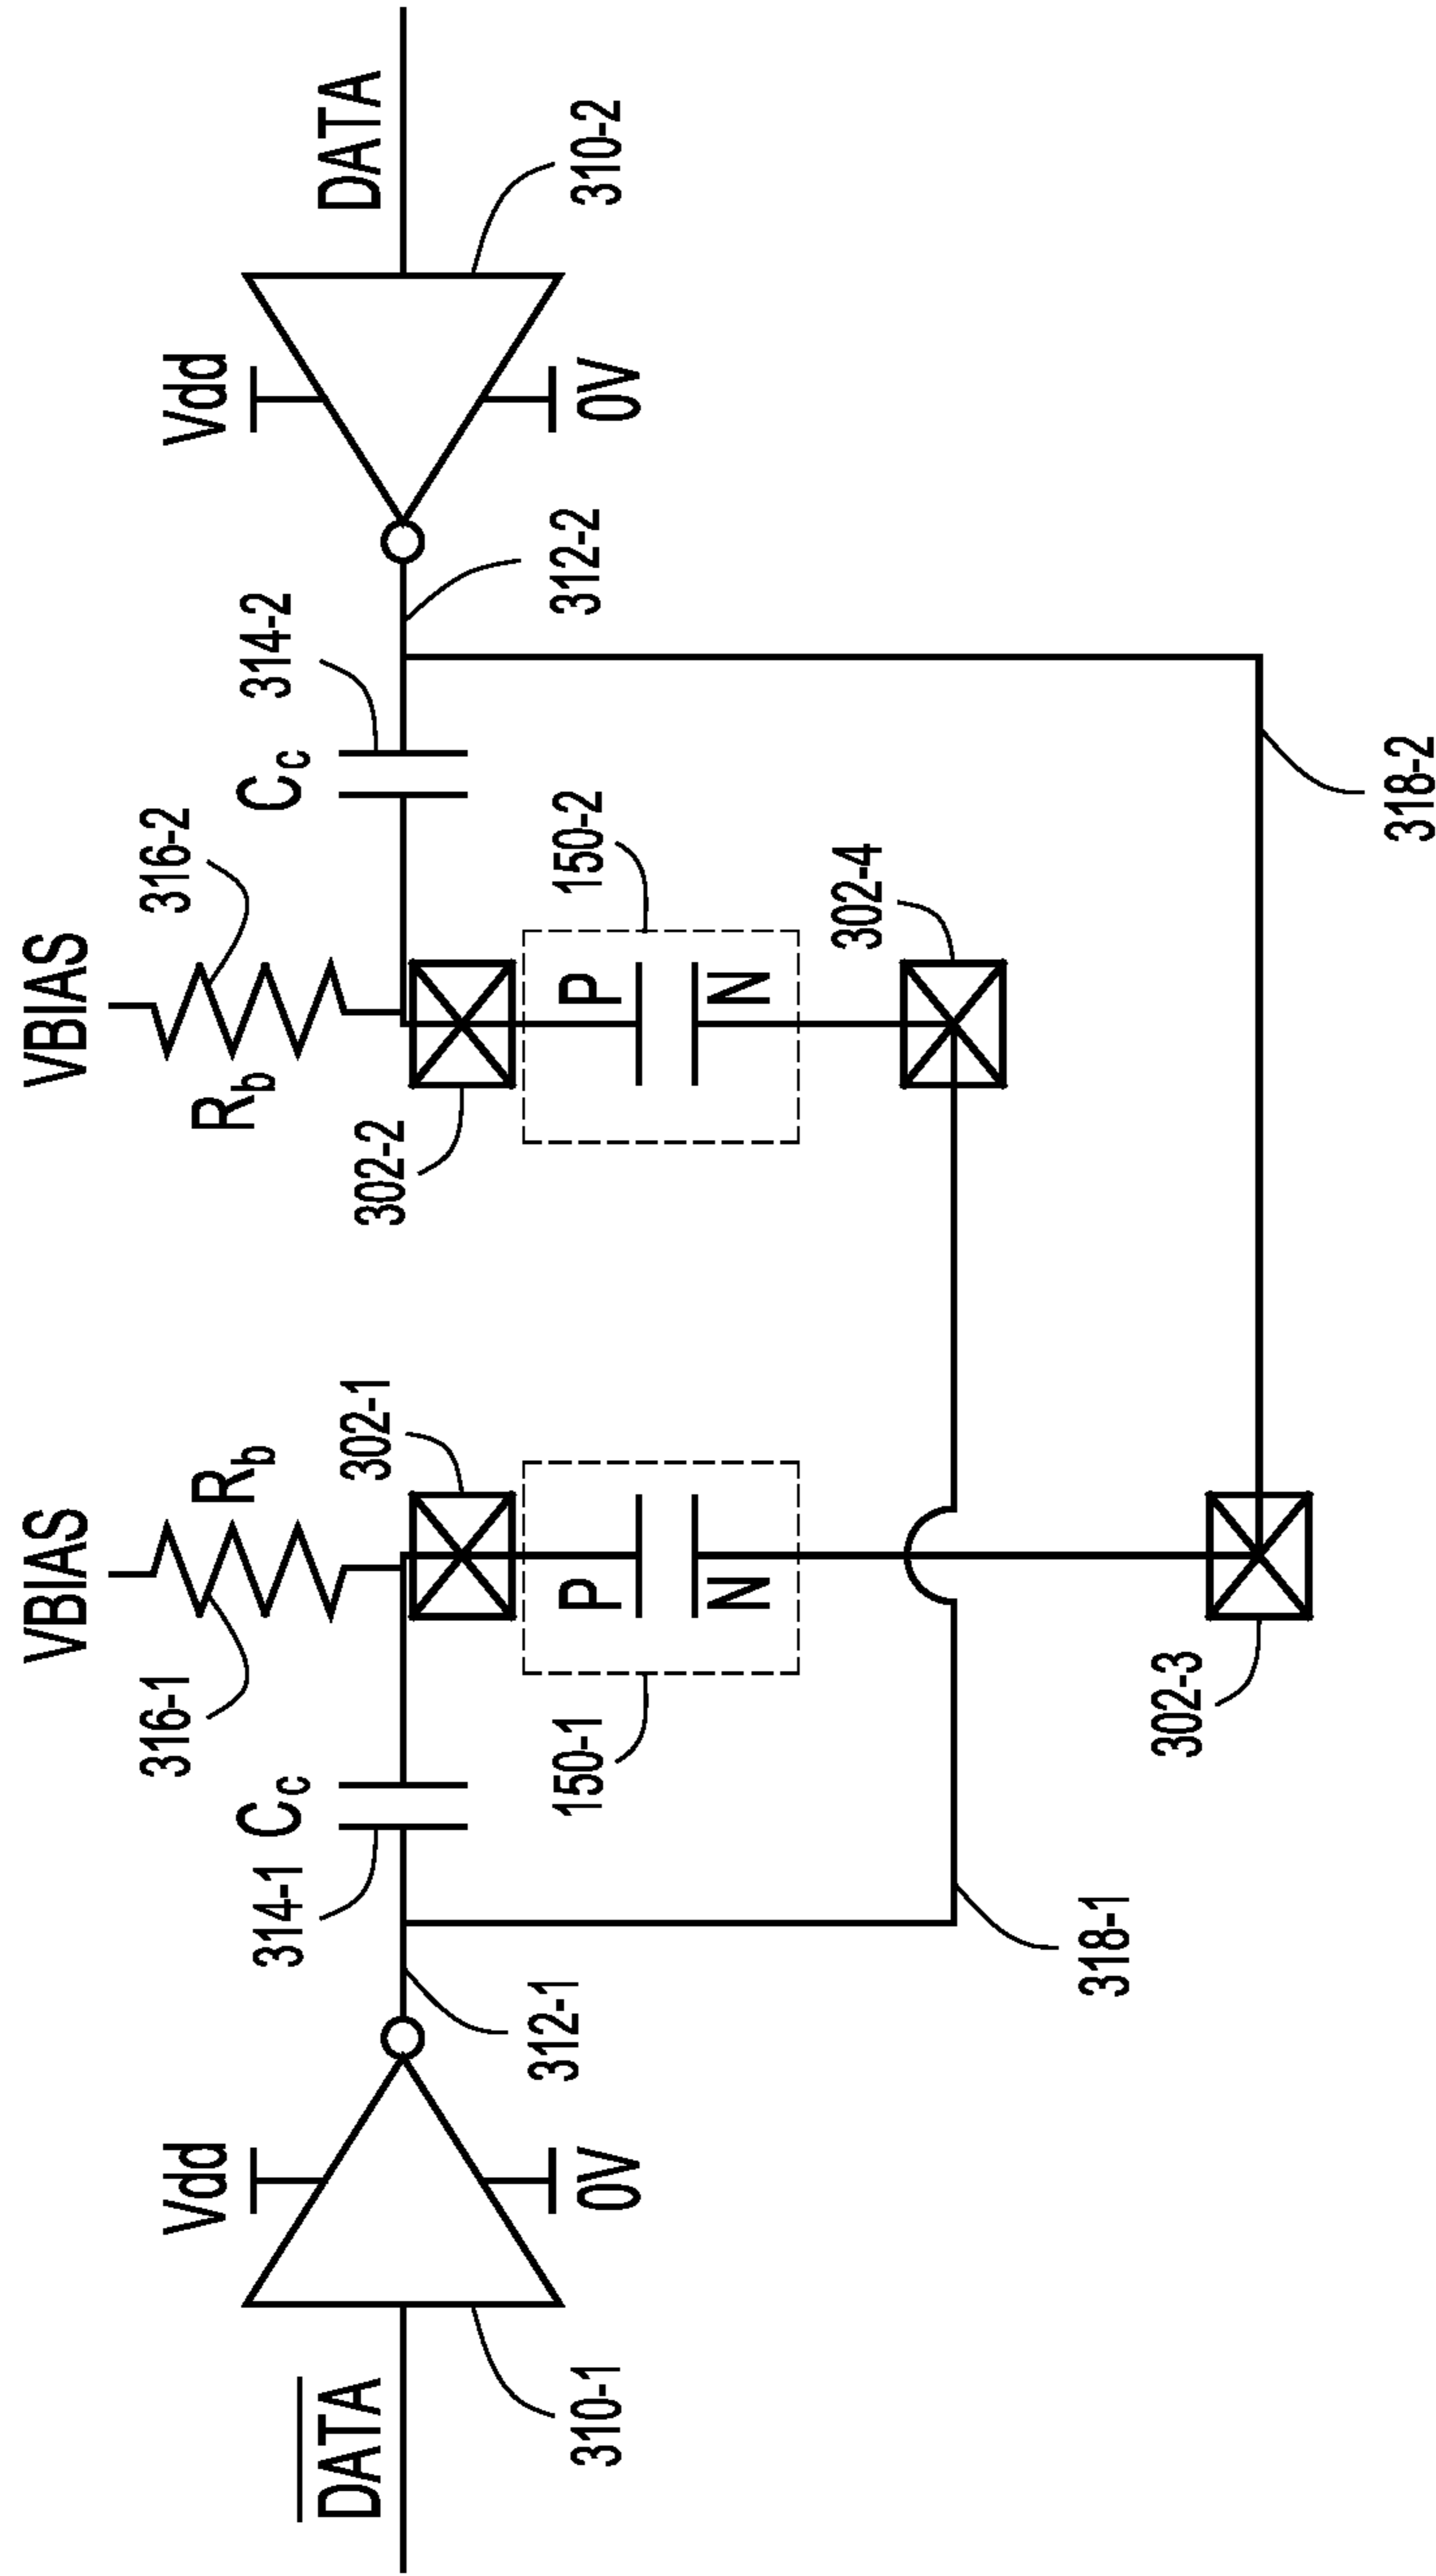 VBIAS
VBIAS
316-1
316-2
Vdd
Rb
Rb
Vdd
314-1
Cc
Cc
314-2
DATA
302-1
302-2
DATA
310-1
0V
312-1
150-1
P
P
150-2
312-2
0V
310-2
N
N
302-4
318-1
302-3
318-2